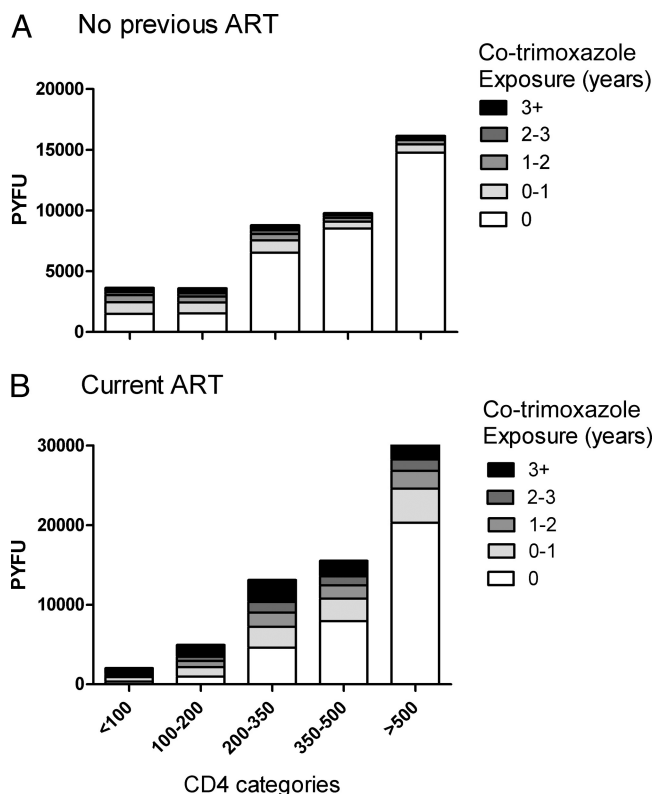 A No previous ART
Co-trimoxazole
Exposure (years)
3+
2-3
1-2
0-1
0
20000
15000
10000
5000
0
PYFU
B Current ART
Co-trimoxazole
Exposure (years)
3+
2-3
1-2
0-1
0
30000
20000
10000
0
PYFU
<100
100-200
200-350
350-500
>500
CD4 categories